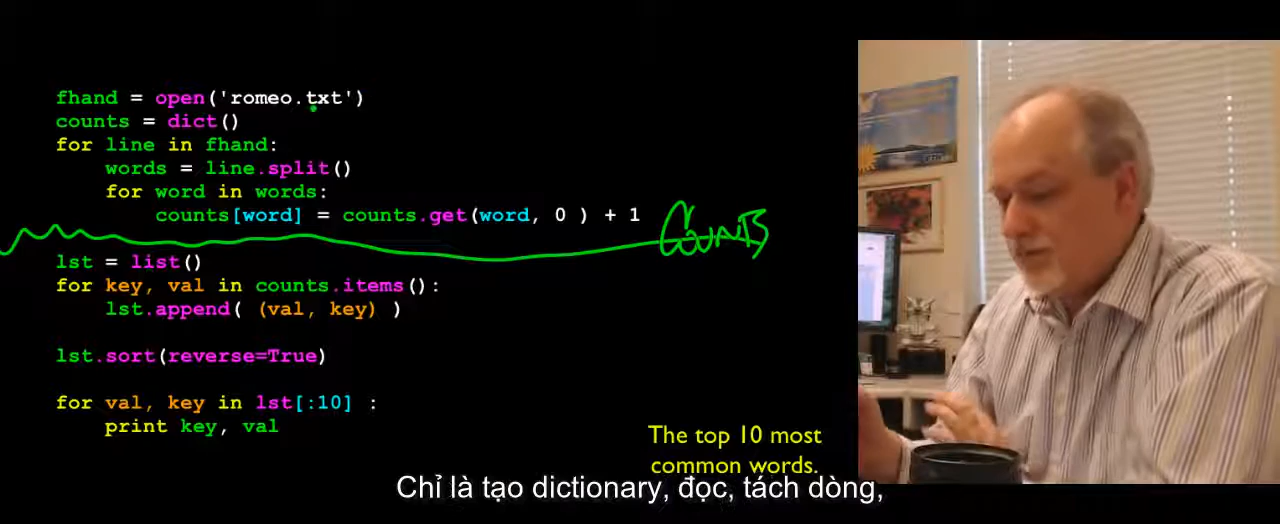 fhand = open('romeo.txt')
counts = dict()
for line in fhand:
    words = line.split()
    for word in words:
        counts[word] = counts.get(word, 0 ) + 1
COUNTS
lst = list()
for key, val in counts.items():
    lst.append( (val, key) )
lst.sort(reverse=True)
for val, key in lst[:10] :
    print key, val
The top 10 most
common words.
Chỉ là tạo dictionary, đọc, tách dòng,